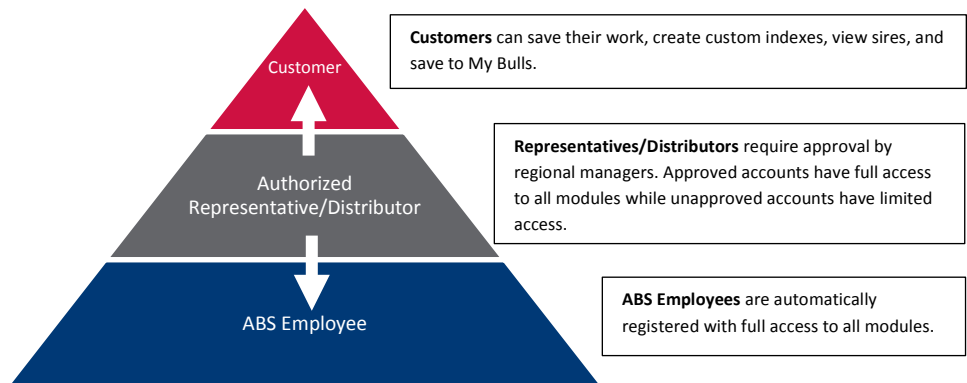 Customer
Customers can save their work, create custom indexes, view sires, and
save to My Bulls.
Authorized
Representative/Distributor
Representatives/Distributors require approval by
regional managers. Approved accounts have full access
to all modules while unapproved accounts have limited
access.
ABS Employee
ABS Employees are automatically
registered with full access to all modules.